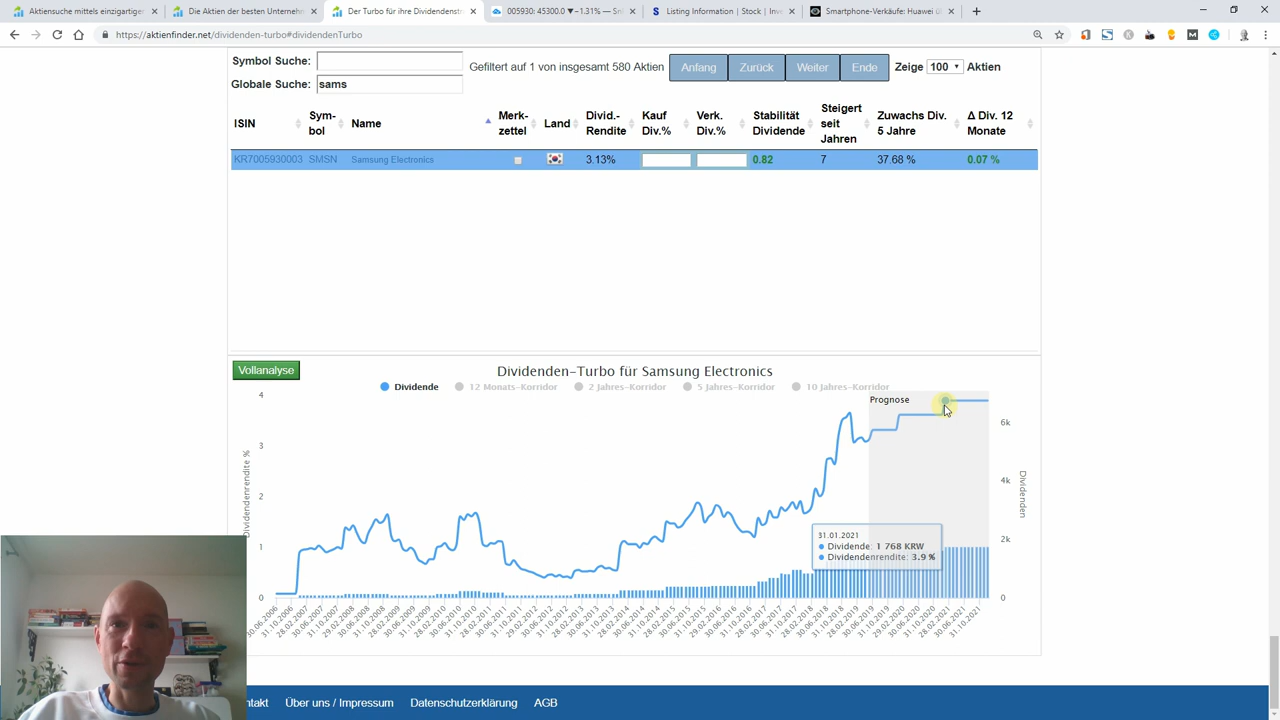 Aktiensuche mittels einzigartiger
Die Aktien der besten Unternehm
Der Turbo für ihre Dividendenstr
005930: 45300.0 ▼−1.31% — Sni
Listing Information | Stock | Inve
Smartphone-Verkäufe: Huawei ü
https://aktienfinder.net/dividenden-turbo#dividendenTurbo
Symbol Suche:
Gefiltert auf 1 von insgesamt 580 Aktien
Anfang Zurück Weiter Ende
Zeige 100 Aktien
Globale Suche: sams
ISIN
Sym-
bol
Name
Merk-
zettel
Land
Divid.-
Rendite
Kauf
Div.%
Verk.
Div.%
Stabilität
Dividende
Steigert
seit
Jahren
Zuwachs Div.
5 Jahre
Δ Div. 12
Monate
KR7005930003 SMSN Samsung Electronics 3.13% 0.82 7 37.68 % 0.07 %
Vollanalyse
Dividenden-Turbo für Samsung Electronics
Dividende 12 Monats-Korridor 2 Jahres-Korridor 5 Jahres-Korridor 10 Jahres-Korridor
Prognose
4
3
2
1
0
Dividendenrendite %
6k
4k
2k
0
Dividenden
31.01.2021
Dividende: 1 768 KRW
Dividendenrendite: 3.9 %
ntakt Über uns / Impressum Datenschutzerklärung AGB